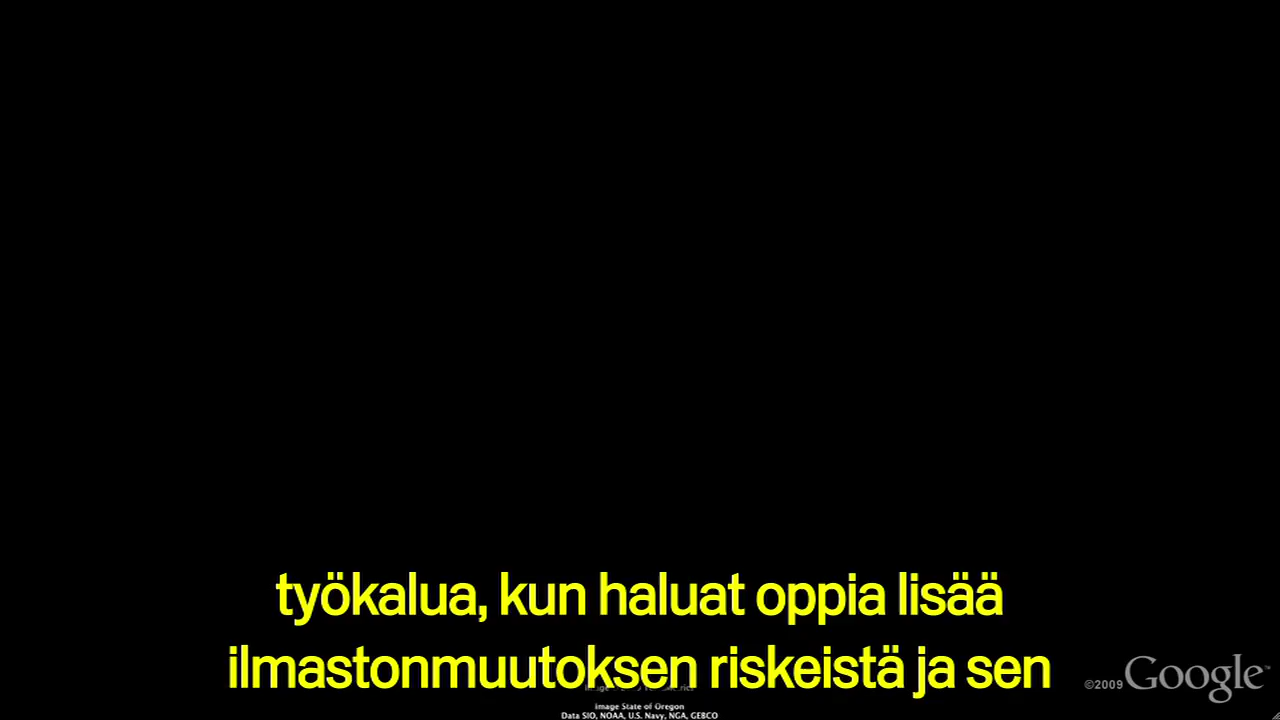 työkalua, kun haluat oppia lisää
ilmastonmuutoksen riskeistä ja sen
©2009 Google™
Image State of Oregon
Data SIO, NOAA, U.S. Navy, NGA, GEBCO